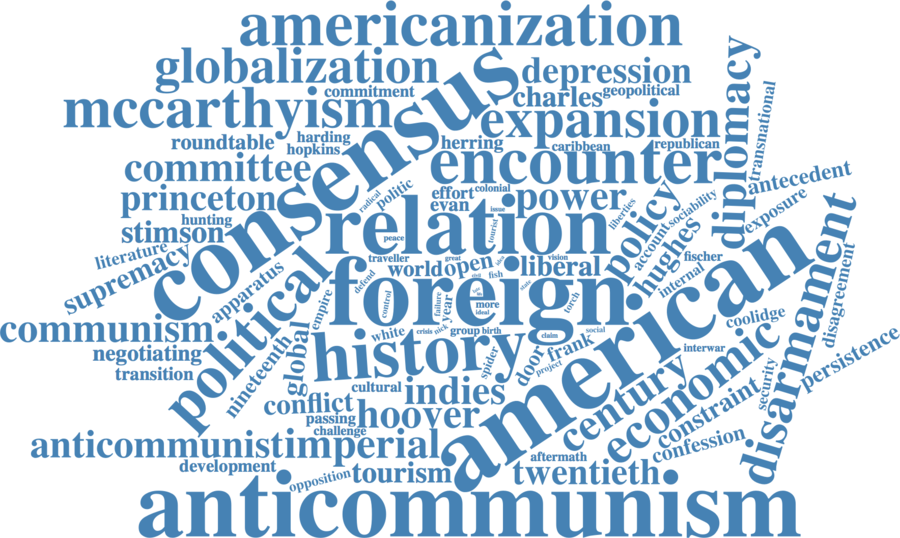 americanization
globalization
consensus
depression
commitment
charles
geopolitical
mccarthyism
expansion
diplomacy
transnational
roundtable
harding
hopkins
herring
caribbean
republican
committee
encounter
antecedent
princeton
radical
politic
effort
colonial
evan
issue
power
liberties
sociability
hunting
stimson
relation
tourist
policy
account
exposure
literature
peace
hughes
supremacy
traveller
great
vision
fischer
world
open
liberal
internal
disarmament
disagreement
apparatus
defend
fish
state
political
foreign
empire
control
failure
year
more
ideal
torch
communism
white
crisis
nick
group
birth
claim
social
coolidge
american
negotiating
global
history
door
frank
interwar
transition
nineteenth
spider
project
persistence
cultural
indies
century
economic
security
conflict
passing
hoover
constraint
challenge
anticommunist
imperial
confession
development
opposition
tourism
aftermath
twentieth
anticommunism